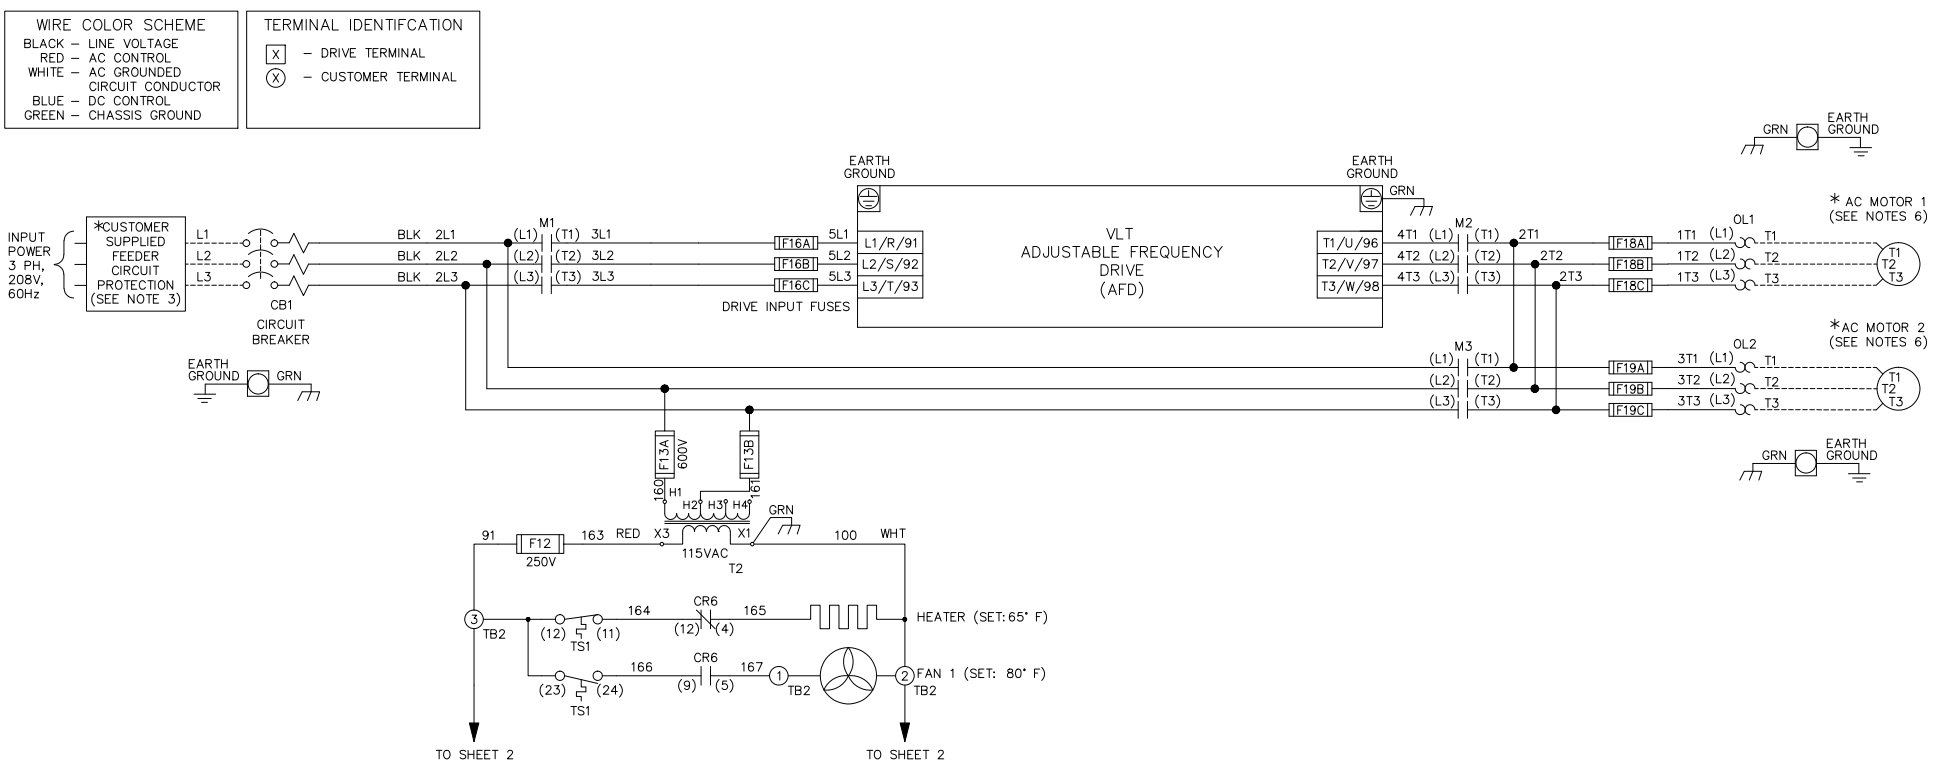 WIRE COLOR SCHEME
BLACK – LINE VOLTAGE
RED – AC CONTROL
WHITE – AC GROUNDED
CIRCUIT CONDUCTOR
BLUE – DC CONTROL
GREEN – CHASSIS GROUND
TERMINAL IDENTIFCATION
X – DRIVE TERMINAL
X – CUSTOMER TERMINAL
INPUT
POWER
3 PH,
208V,
60Hz
*CUSTOMER
SUPPLIED
FEEDER
CIRCUIT
PROTECTION
(SEE NOTE 3)
L1
L2
L3
CB1
CIRCUIT
BREAKER
EARTH
GROUND
GRN
BLK 2L1
BLK 2L2
BLK 2L3
M1
(L1) (T1) 3L1
(L2) (T2) 3L2
(L3) (T3) 3L3
F16A 5L1
F16B 5L2
F16C 5L3
DRIVE INPUT FUSES
EARTH
GROUND
L1/R/91
L2/S/92
L3/T/93
VLT
ADJUSTABLE FREQUENCY
DRIVE
(AFD)
EARTH
GROUND
GRN
T1/U/96
T2/V/97
T3/W/98
M2
4T1 (L1) (T1) 2T1
4T2 (L2) (T2) 2T2
4T3 (L3) (T3) 2T3
F18A 1T1 (L1) T1
F18B 1T2 (L2) T2
F18C 1T3 (L3) T3
OL1
GRN
EARTH
GROUND
* AC MOTOR 1
(SEE NOTES 6)
T1
T2
T3
M3
(L1) (T1)
(L2) (T2)
(L3) (T3)
F19A 3T1 (L1) T1
F19B 3T2 (L2) T2
F19C 3T3 (L3) T3
OL2
*AC MOTOR 2
(SEE NOTES 6)
T1
T2
T3
GRN
EARTH
GROUND
F13A
600V
F13B
160
161
H1
H2 H3 H4
GRN
91 F12 163 RED X3 X1 100 WHT
250V
115VAC
T2
3
TB2
(12) (11)
TS1
164
CR6
(12) (4)
165
HEATER (SET:65° F)
(23) (24)
TS1
166
CR6
(9) (5)
167
1
TB2
2
TB2
FAN 1 (SET: 80° F)
TO SHEET 2
TO SHEET 2